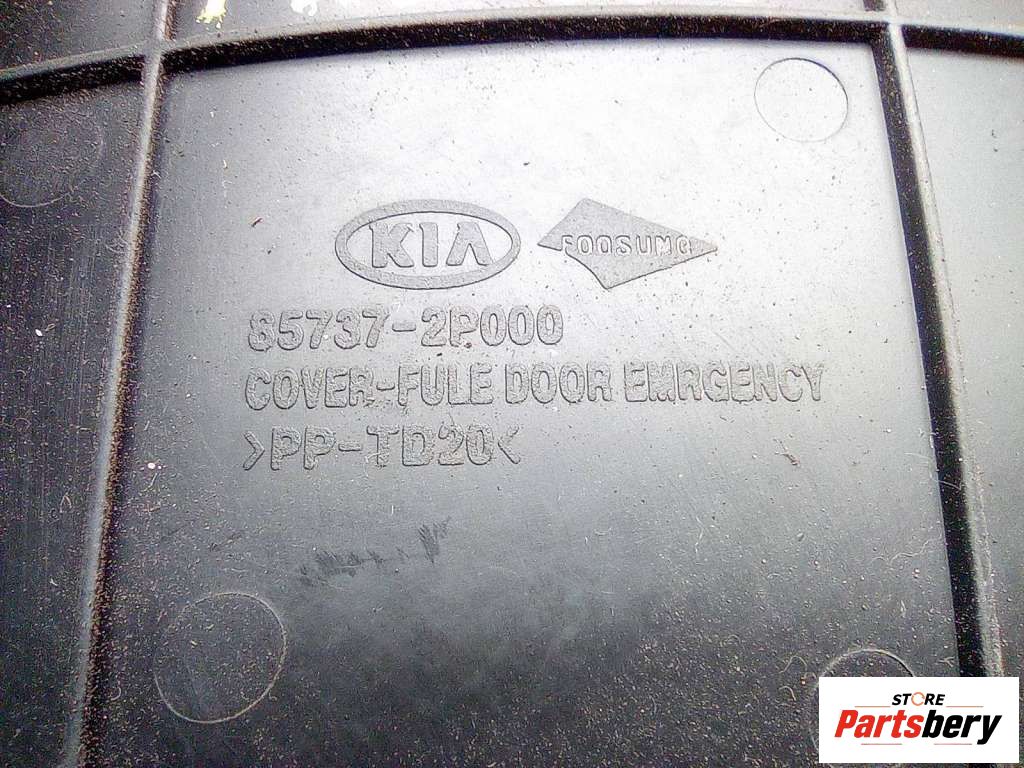 KIA FOOSUNG
85737-2P000
COVER-FULE DOOR EMRGENCY
>PP-TD20<
STORE
Partsbery